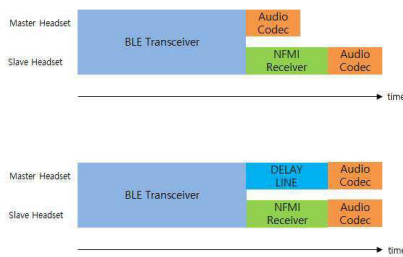 Master Headset
Audio
Codec
BLE Transceiver
Slave Headset
NFMI
Receiver
Audio
Codec
time
Master Headset
DELAY
LINE
Audio
Codec
BLE Transceiver
Slave Headset
NFMI
Receiver
Audio
Codec
time